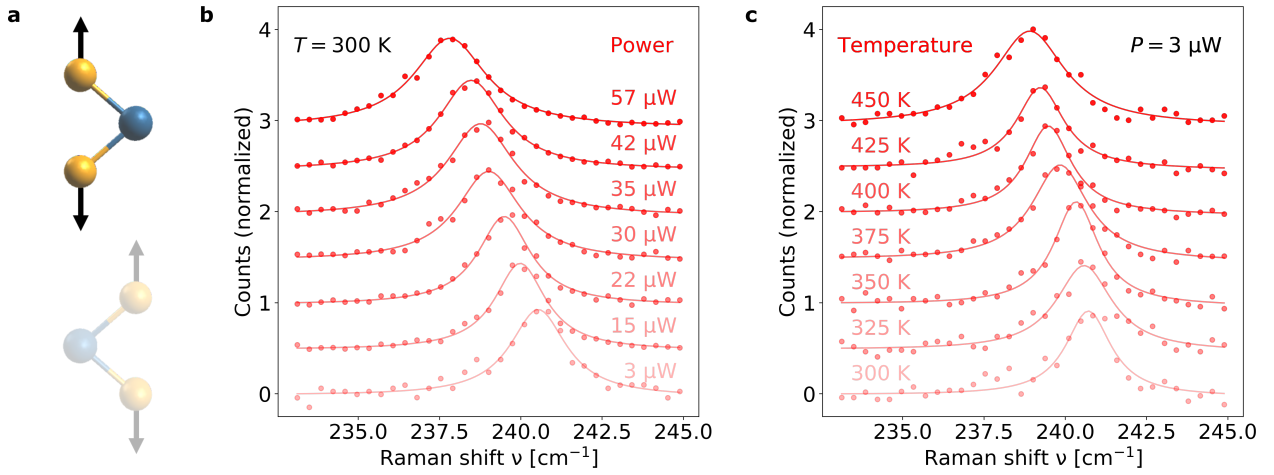 a
b
4
3
2
1
0
Counts (normalized)
T = 300 K
Power
57 μW
42 μW
35 μW
30 μW
22 μW
15 μW
3 μW
235.0 237.5 240.0 242.5 245.0
Raman shift ν [cm⁻¹]
c
4
3
2
1
0
Counts (normalized)
Temperature
P = 3 μW
450 K
425 K
400 K
375 K
350 K
325 K
300 K
235.0 237.5 240.0 242.5 245.0
Raman shift ν [cm⁻¹]